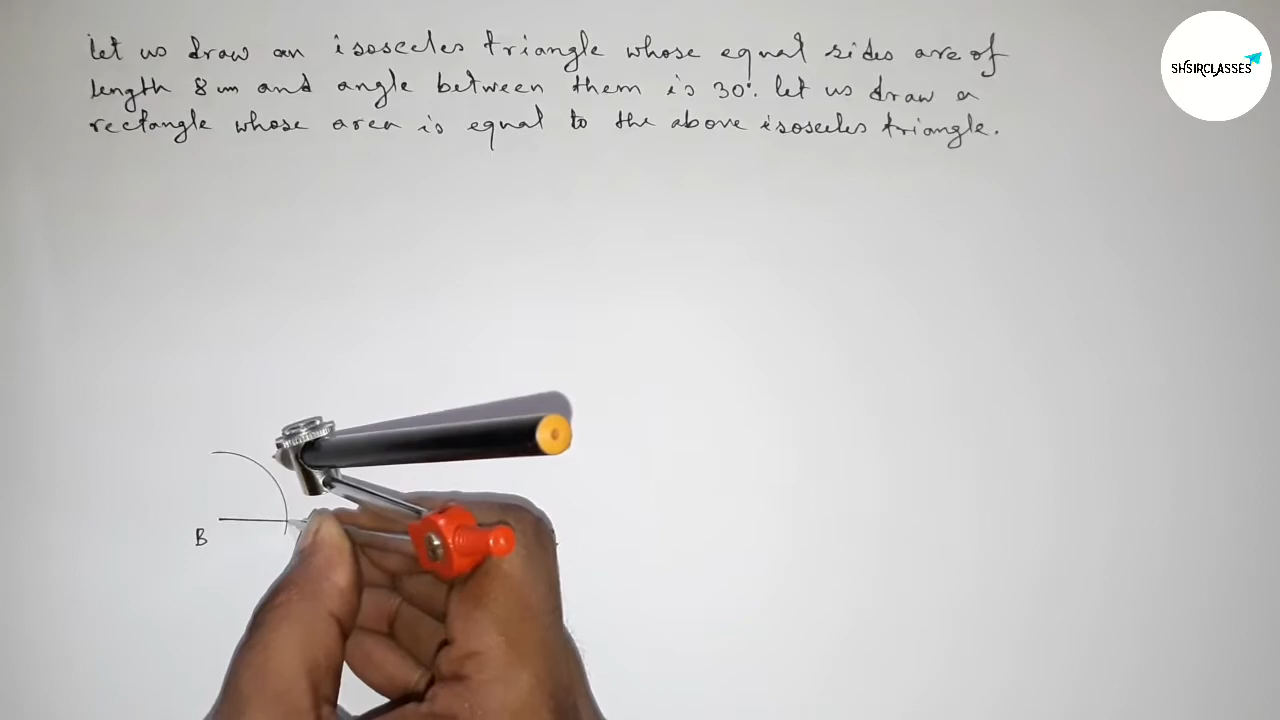 let us draw an isosceles triangle whose equal sides are of
length 8 cm and angle between them is 30°. let us draw a
rectangle whose area is equal to the above isosceles triangle.
SHSIRCLASSES
B